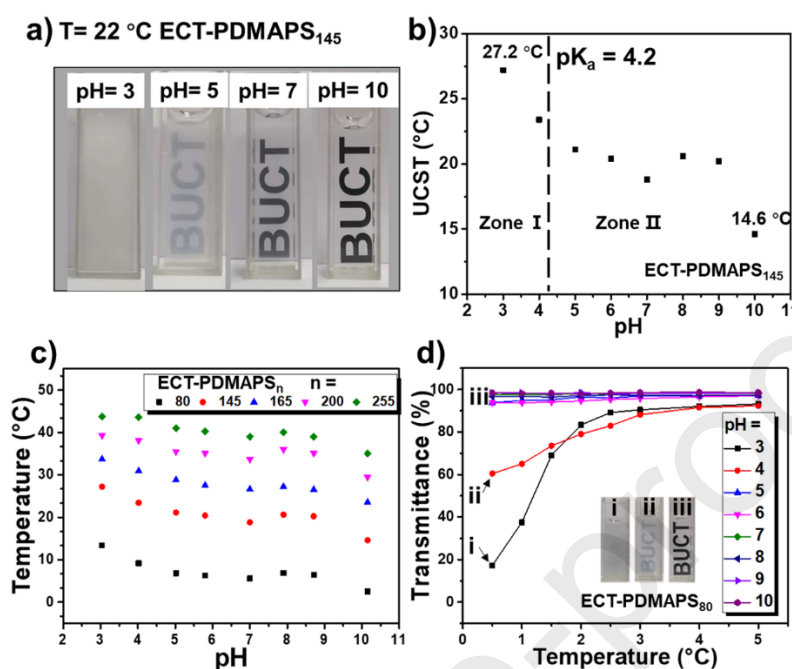 a) T= 22 °C ECT-PDMAPS145
pH= 3 pH= 5 pH= 7 pH= 10
BUCT BUCT BUCT
b)
30
25
20
15
10
UCST (°C)
27.2 °C
pKa = 4.2
Zone I
Zone II
14.6 °C
ECT-PDMAPS145
2 3 4 5 6 7 8 9 10 11
pH
c)
50
40
30
20
10
0
Temperature (°C)
ECT-PDMAPSn n =
80 145 165 200 255
2 3 4 5 6 7 8 9 10 11
pH
d)
100
80
60
40
20
0
Transmittance (%)
iii
ii
i
pH =
3
4
5
6
7
8
9
10
i ii iii
BUCT BUCT
ECT-PDMAPS80
0 1 2 3 4 5
Temperature (°C)